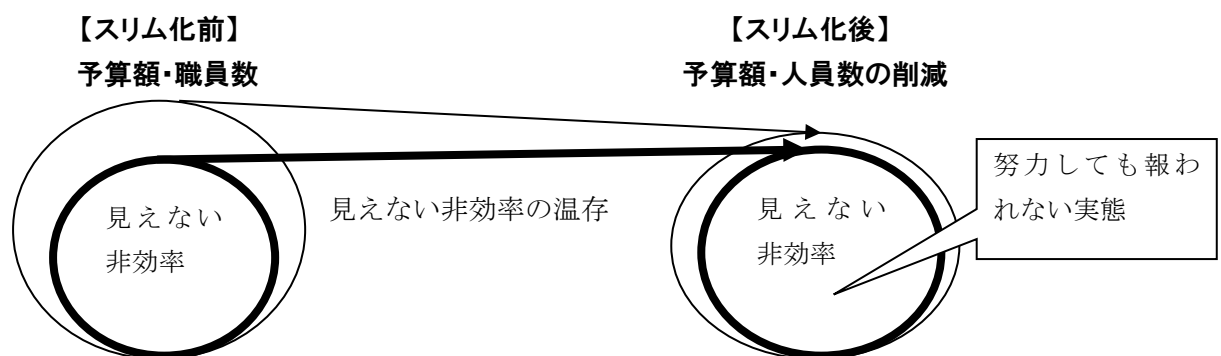 【スリム化前】
予算額・職員数
【スリム化後】
予算額・人員数の削減
見えない
非効率
見えない非効率の温存
見えない
非効率
努力しても報わ
れない実態